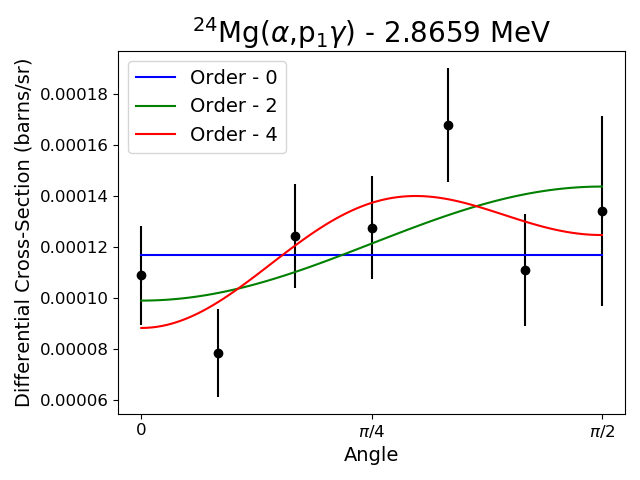 ²⁴Mg(α,p₁γ) - 2.8659 MeV
Order - 0
Order - 2
Order - 4
Differential Cross-Section (barns/sr)
0.00018
0.00016
0.00014
0.00012
0.00010
0.00008
0.00006
0
π/4
π/2
Angle